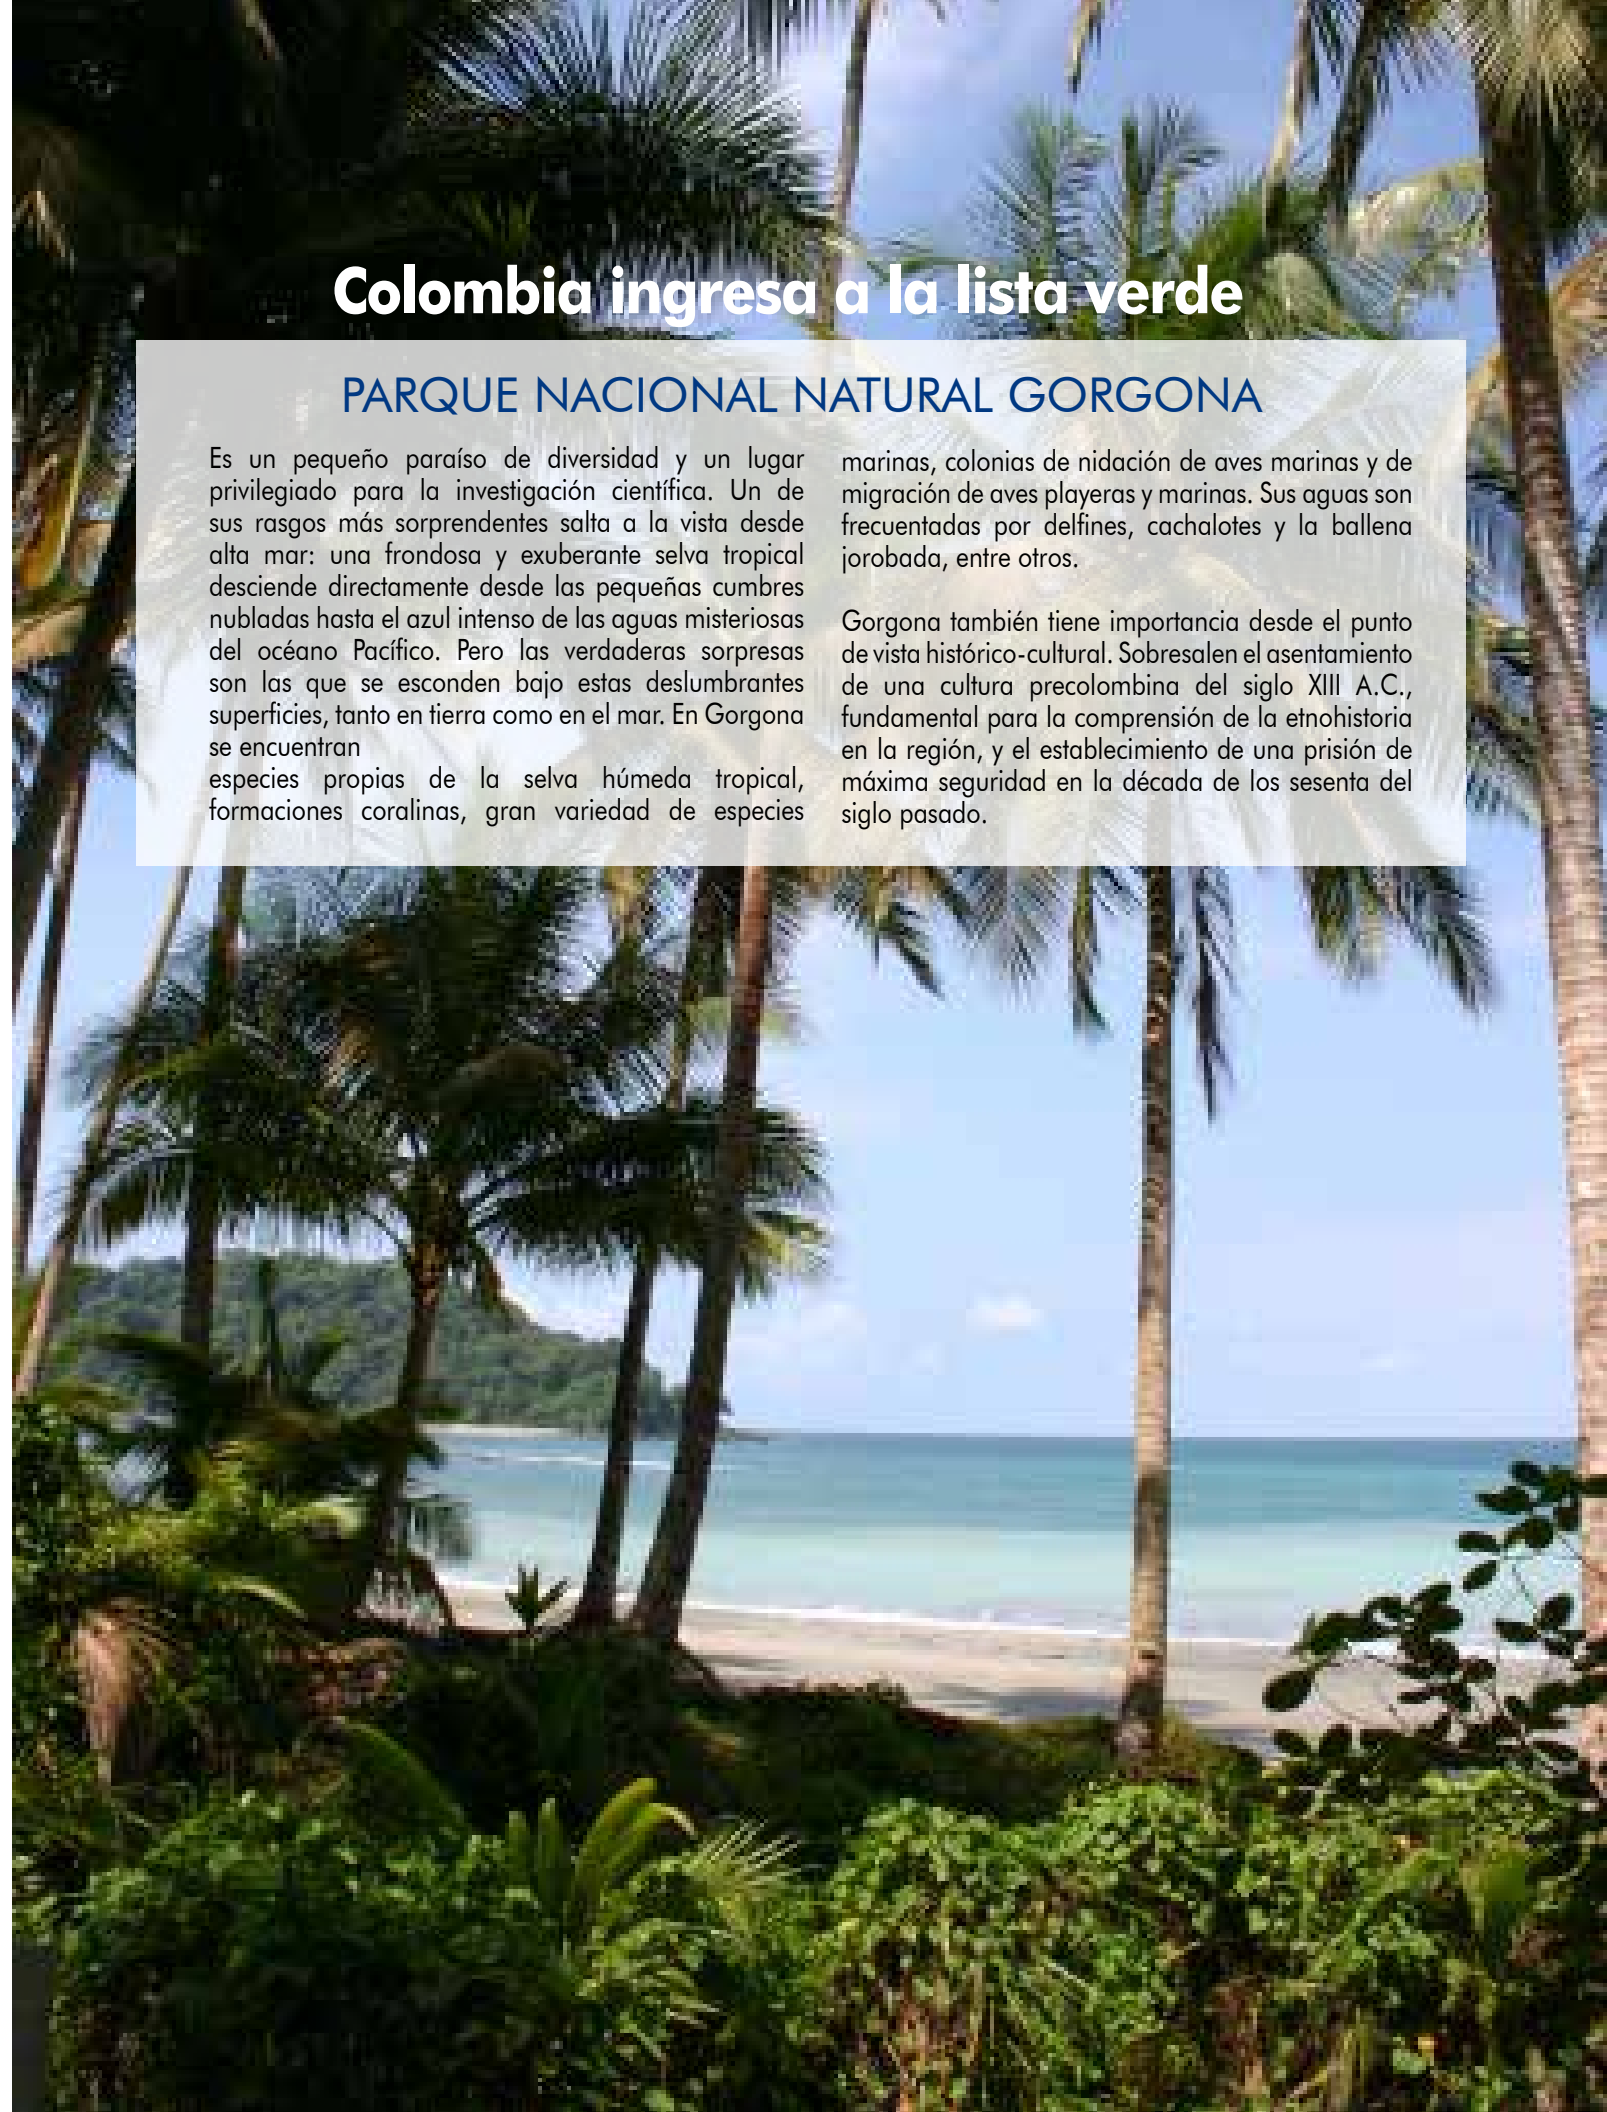 Colombia ingresa a la lista verde
PARQUE NACIONAL NATURAL GORGONA
Es un pequeño paraíso de diversidad y un lugar
privilegiado para la investigación científica. Un de
sus rasgos más sorprendentes salta a la vista desde
alta mar: una frondosa y exuberante selva tropical
desciende directamente desde las pequeñas cumbres
nubladas hasta el azul intenso de las aguas misteriosas
del océano Pacífico. Pero las verdaderas sorpresas
son las que se esconden bajo estas deslumbrantes
superficies, tanto en tierra como en el mar. En Gorgona
se encuentran
especies propias de la selva húmeda tropical,
formaciones coralinas, gran variedad de especies
marinas, colonias de nidación de aves marinas y de
migración de aves playeras y marinas. Sus aguas son
frecuentadas por delfines, cachalotes y la ballena
jorobada, entre otros.
Gorgona también tiene importancia desde el punto
de vista histórico-cultural. Sobresalen el asentamiento
de una cultura precolombina del siglo XIII A.C.,
fundamental para la comprensión de la etnohistoria
en la región, y el establecimiento de una prisión de
máxima seguridad en la década de los sesenta del
siglo pasado.